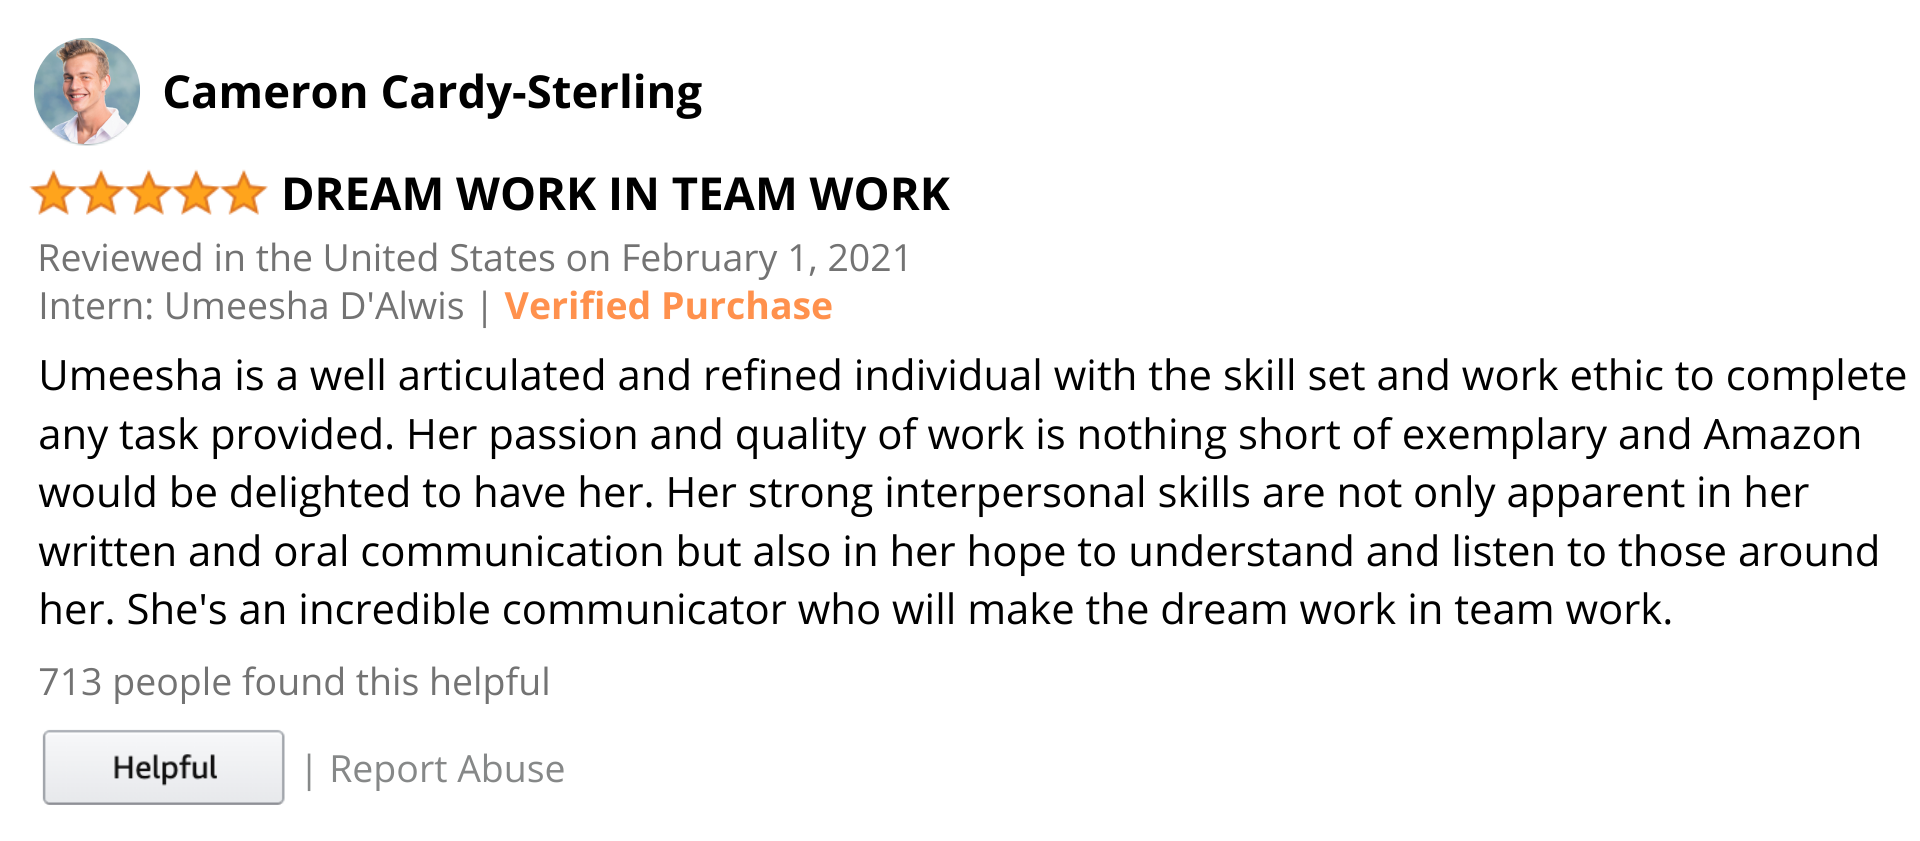 Cameron Cardy-Sterling
DREAM WORK IN TEAM WORK
Reviewed in the United States on February 1, 2021
Intern: Umeesha D'Alwis | Verified Purchase
Umeesha is a well articulated and refined individual with the skill set and work ethic to complete
any task provided. Her passion and quality of work is nothing short of exemplary and Amazon
would be delighted to have her. Her strong interpersonal skills are not only apparent in her
written and oral communication but also in her hope to understand and listen to those around
her. She's an incredible communicator who will make the dream work in team work.
713 people found this helpful
Helpful | Report Abuse